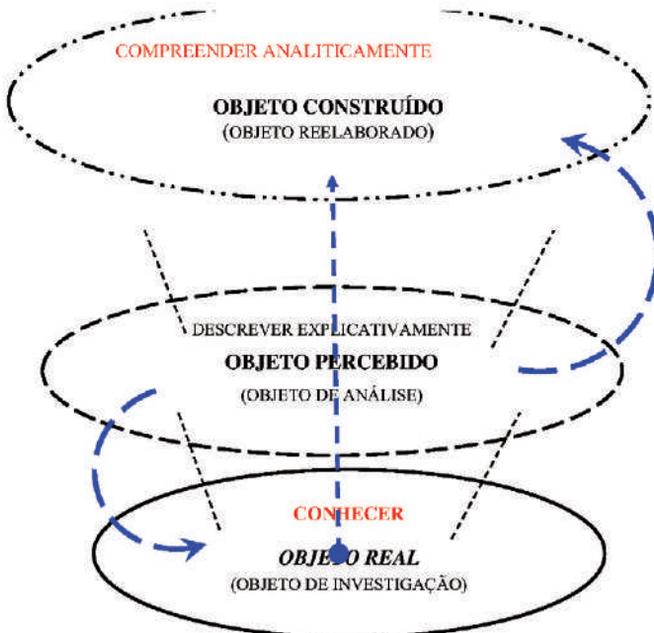 COMPREENDER ANALITICAMENTE
OBJETO CONSTRUÍDO
(OBJETO REELABORADO)
DESCREVER EXPLICATIVAMENTE
OBJETO PERCEBIDO
(OBJETO DE ANÁLISE)
CONHECER
OBJETO REAL
(OBJETO DE INVESTIGAÇÃO)